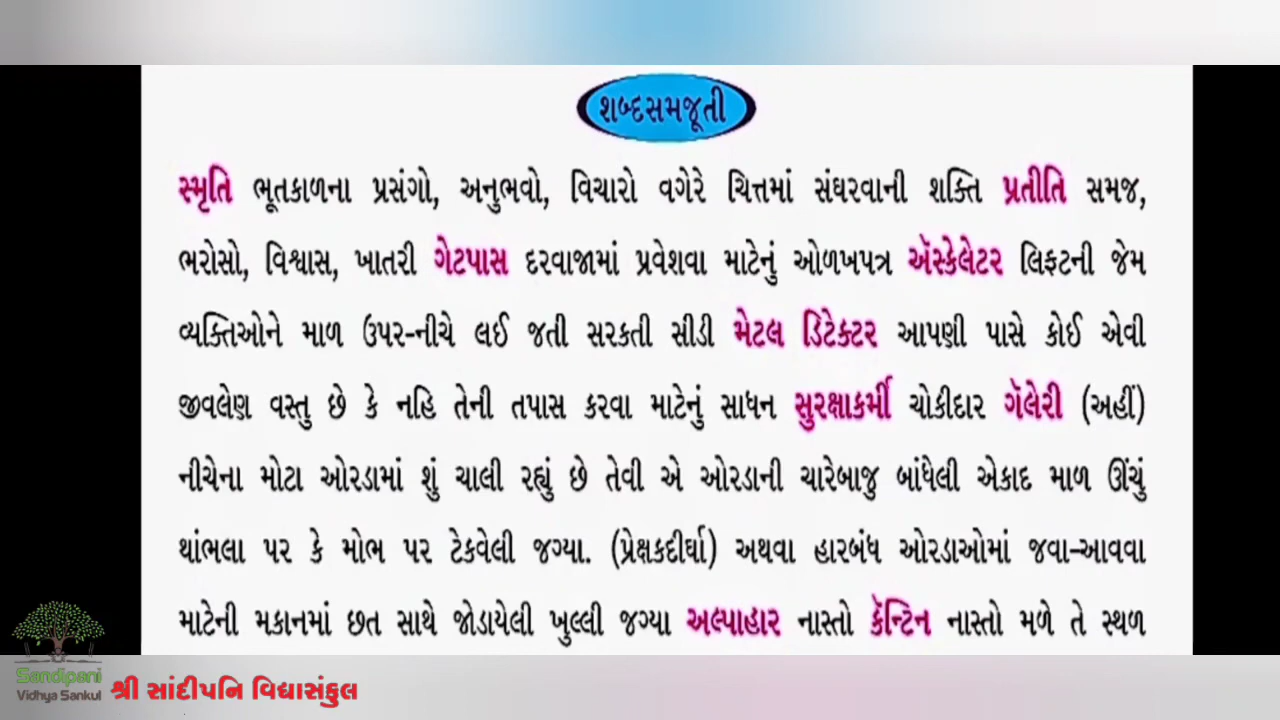 શબ્દસમજૂતી
સ્મૃતિ ભૂતકાળના પ્રસંગો, અનુભવો, વિચારો વગેરે ચિત્તમાં સંઘરવાની શક્તિ પ્રતીતિ સમજ,
ભરોસો, વિશ્વાસ, ખાતરી ગેટપાસ દરવાજામાં પ્રવેશવા માટેનું ઓળખપત્ર ઍસ્કેલેટર લિફ્ટની જેમ
વ્યક્તિઓને માળ ઉપર-નીચે લઈ જતી સરકતી સીડી મેટલ ડિટેક્ટર આપણી પાસે કોઈ એવી
જીવલેણ વસ્તુ છે કે નહિ તેની તપાસ કરવા માટેનું સાધન સુરક્ષાકર્મી ચોકીદાર ગૅલેરી (અહીં)
નીચેના મોટા ઓરડામાં શું ચાલી રહ્યું છે તેવી એ ઓરડાની ચારેબાજુ બાંધેલી એકાદ માળ ઊંચું
થાંભલા પર કે મોભ પર ટેકવેલી જગ્યા. (પ્રેક્ષકદીર્ઘા) અથવા હારબંધ ઓરડાઓમાં જવા-આવવા
માટેની મકાનમાં છત સાથે જોડાયેલી ખુલ્લી જગ્યા અલ્પાહાર નાસ્તો કૅન્ટિન નાસ્તો મળે તે સ્થળ
Sandipani
Vidhya Sankul
શ્રી સાંદીપનિ વિદ્યાસંકુલ